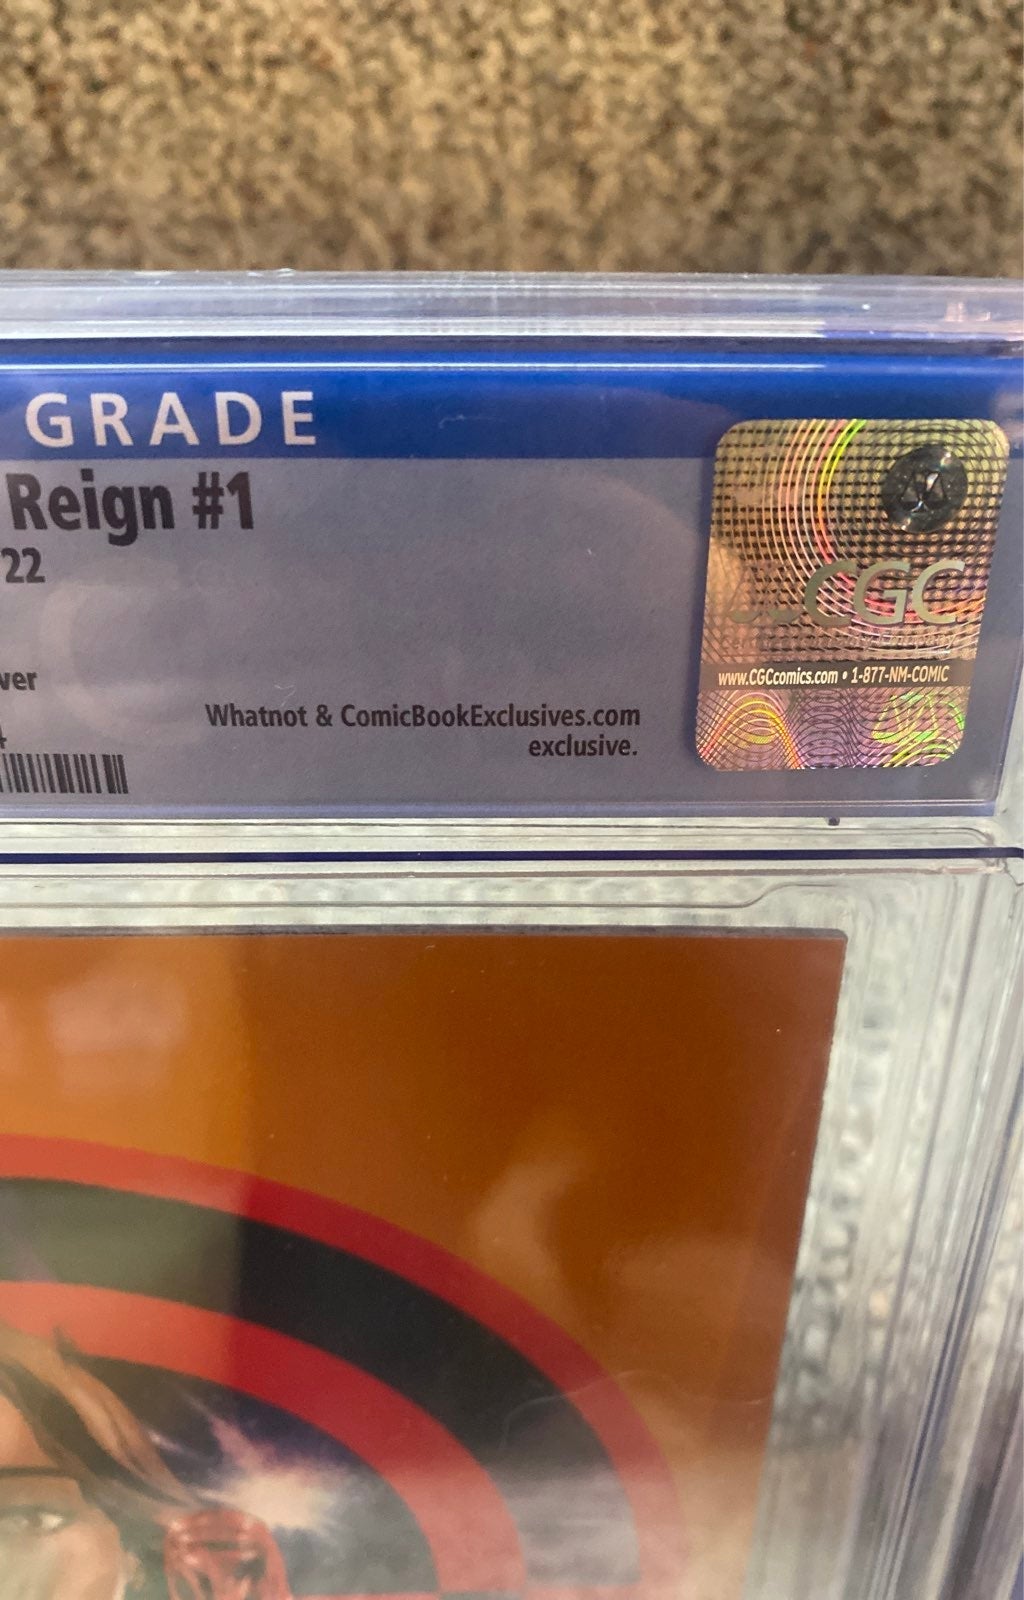 GRADE
Reign #1
22
ver
Whatnot & ComicBookExclusives.com
exclusive.
CGC
www.CGCcomics.com • 1-877-NM-COMIC